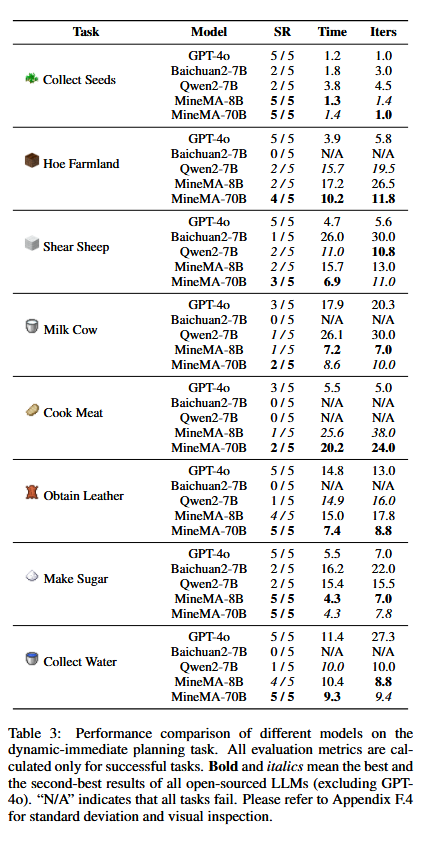 Task Model SR Time Iters
GPT-4o 5 / 5 1.2 1.0
Baichuan2-7B 2 / 5 1.8 3.0
Collect Seeds Qwen2-7B 2 / 5 3.8 4.5
MineMA-8B 5 / 5 1.3 1.4
MineMA-70B 5 / 5 1.4 1.0
GPT-4o 5 / 5 3.9 5.8
Baichuan2-7B 0 / 5 N/A N/A
Hoe Farmland Qwen2-7B 2 / 5 15.7 19.5
MineMA-8B 2 / 5 17.2 26.5
MineMA-70B 4 / 5 10.2 11.8
GPT-4o 5 / 5 4.7 5.6
Baichuan2-7B 1 / 5 26.0 30.0
Shear Sheep Qwen2-7B 2 / 5 11.0 10.8
MineMA-8B 2 / 5 15.7 13.0
MineMA-70B 3 / 5 6.9 11.0
GPT-4o 3 / 5 17.9 20.3
Baichuan2-7B 0 / 5 N/A N/A
Milk Cow Qwen2-7B 1 / 5 26.1 30.0
MineMA-8B 1 / 5 7.2 7.0
MineMA-70B 2 / 5 8.6 10.0
GPT-4o 3 / 5 5.5 5.0
Baichuan2-7B 0 / 5 N/A N/A
Cook Meat Qwen2-7B 0 / 5 N/A N/A
MineMA-8B 1 / 5 25.6 38.0
MineMA-70B 2 / 5 20.2 24.0
GPT-4o 5 / 5 14.8 13.0
Baichuan2-7B 0 / 5 N/A N/A
Obtain Leather Qwen2-7B 1 / 5 14.9 16.0
MineMA-8B 4 / 5 15.0 17.8
MineMA-70B 5 / 5 7.4 8.8
GPT-4o 5 / 5 5.5 7.0
Baichuan2-7B 2 / 5 16.2 22.0
Make Sugar Qwen2-7B 2 / 5 15.4 15.5
MineMA-8B 5 / 5 4.3 7.0
MineMA-70B 5 / 5 4.3 7.8
GPT-4o 5 / 5 11.4 27.3
Baichuan2-7B 0 / 5 N/A N/A
Collect Water Qwen2-7B 1 / 5 10.0 10.0
MineMA-8B 4 / 5 10.4 8.8
MineMA-70B 5 / 5 9.3 9.4
Table 3: Performance comparison of different models on the
dynamic-immediate planning task. All evaluation metrics are cal-
culated only for successful tasks. Bold and italics mean the best and
the second-best results of all open-sourced LLMs (excluding GPT-
4o). “N/A” indicates that all tasks fail. Please refer to Appendix F.4
for standard deviation and visual inspection.